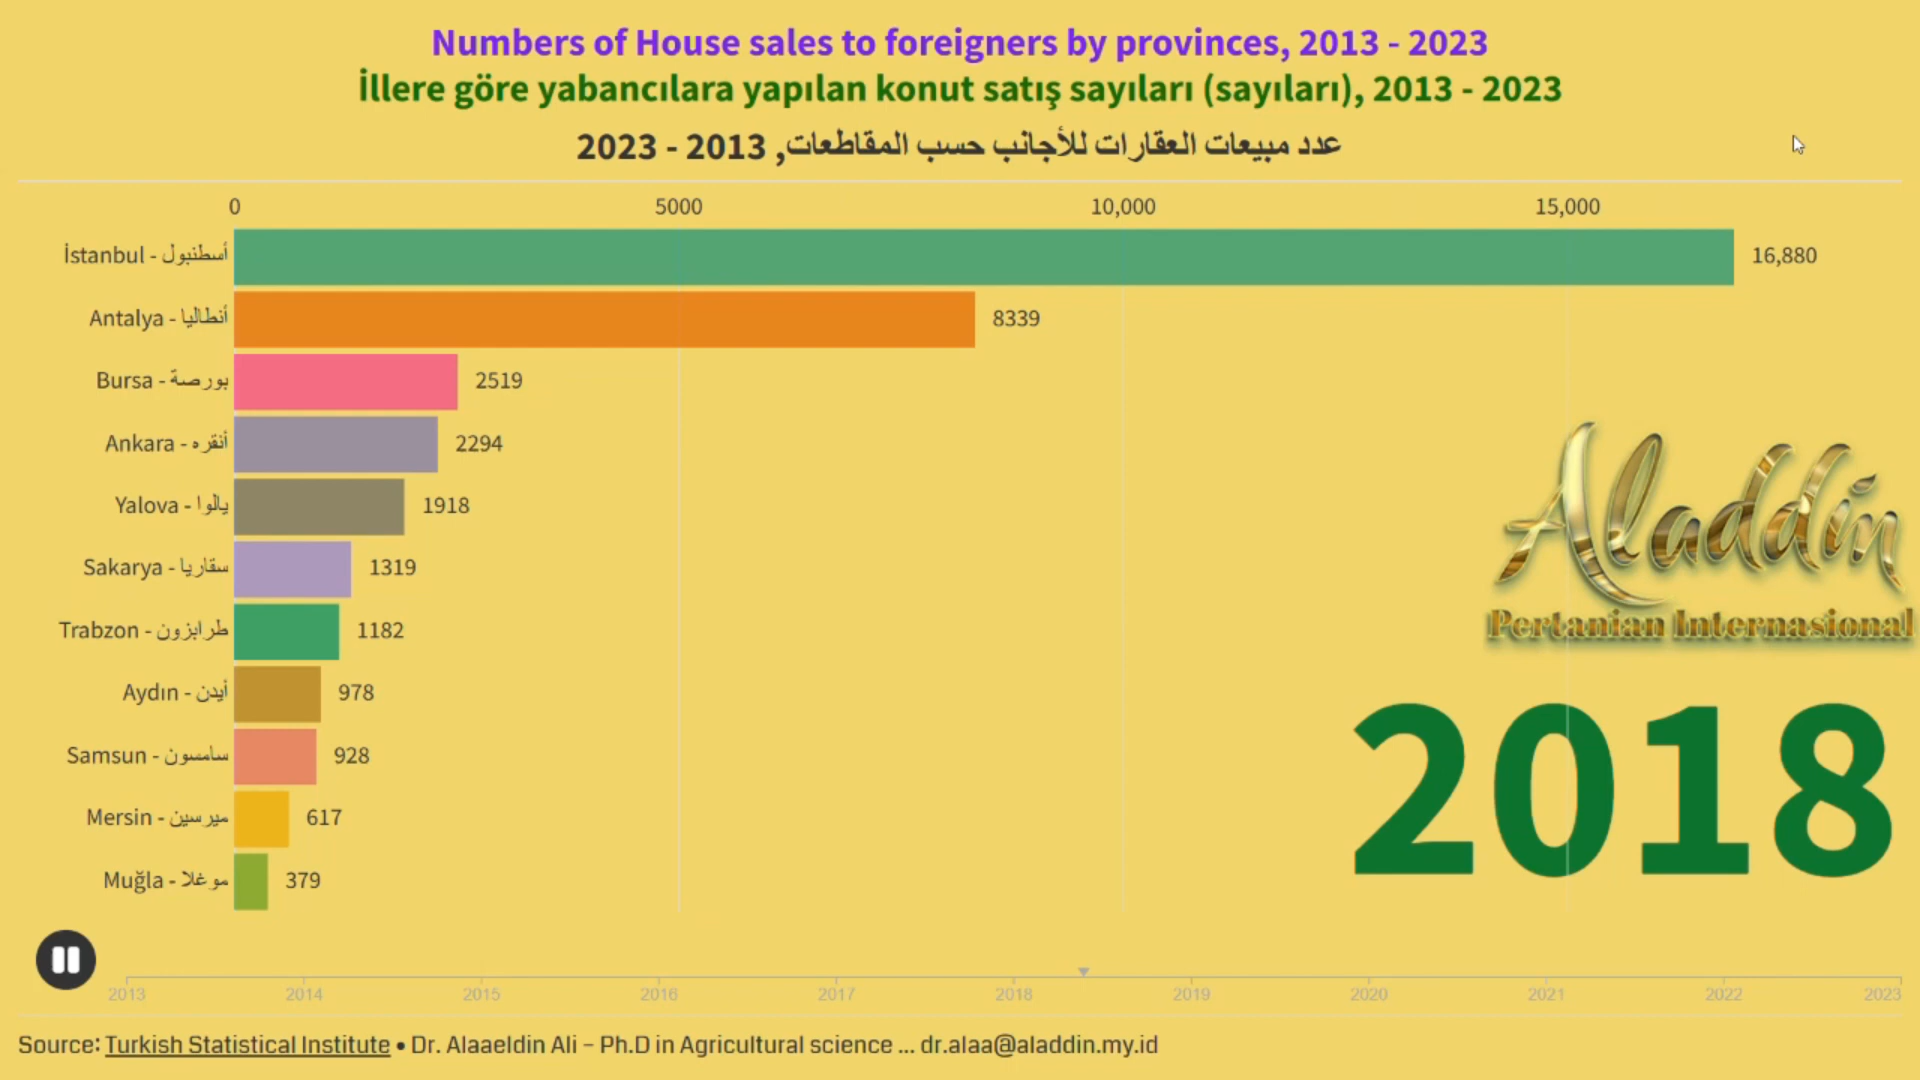 Numbers of House sales to foreigners by provinces, 2013 - 2023
İllere göre yabancılara yapılan konut satış sayıları (sayıları), 2013 - 2023
عدد مبيعات العقارات للأجانب حسب المقاطعات, 2013 - 2023
0 5000 10,000 15,000
İstanbul - أسطنبول 16,880
Antalya - أنطاليا 8339
Bursa - بورصة 2519
Ankara - أنقره 2294
Yalova - يالوا 1918
Sakarya - سقاريا 1319
Trabzon - طرابزون 1182
Aydın - أيدن 978
Samsun - سامسون 928
Mersin - ميرسين 617
Muğla - موغلا 379
Aladdin
Pertanian Internasional
2018
2013 2014 2015 2016 2017 2018 2019 2020 2021 2022 2023
Source: Turkish Statistical Institute • Dr. Alaaeldin Ali – Ph.D in Agricultural science ... dr.alaa@aladdin.my.id